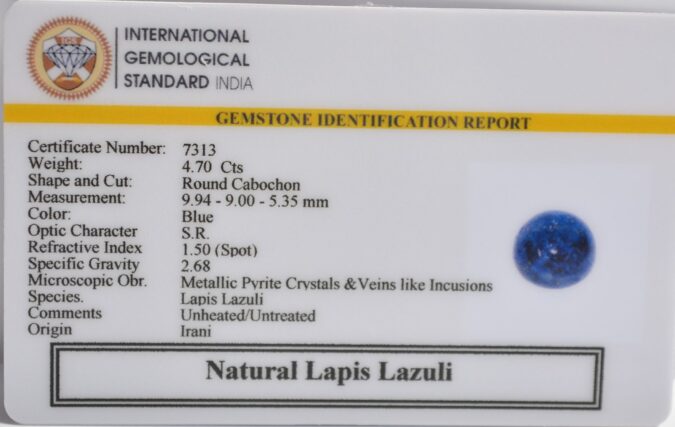 IGS
INTERNATIONAL
GEMOLOGICAL
STANDARD INDIA
GEMSTONE IDENTIFICATION REPORT
Certificate Number: 7313
Weight: 4.70 Cts
Shape and Cut: Round Cabochon
Measurement: 9.94 - 9.00 - 5.35 mm
Color: Blue
Optic Character S.R.
Refractive Index 1.50 (Spot)
Specific Gravity 2.68
Microscopic Obr. Metallic Pyrite Crystals &Veins like Incusions
Species. Lapis Lazuli
Comments Unheated/Untreated
Origin Irani
Natural Lapis Lazuli